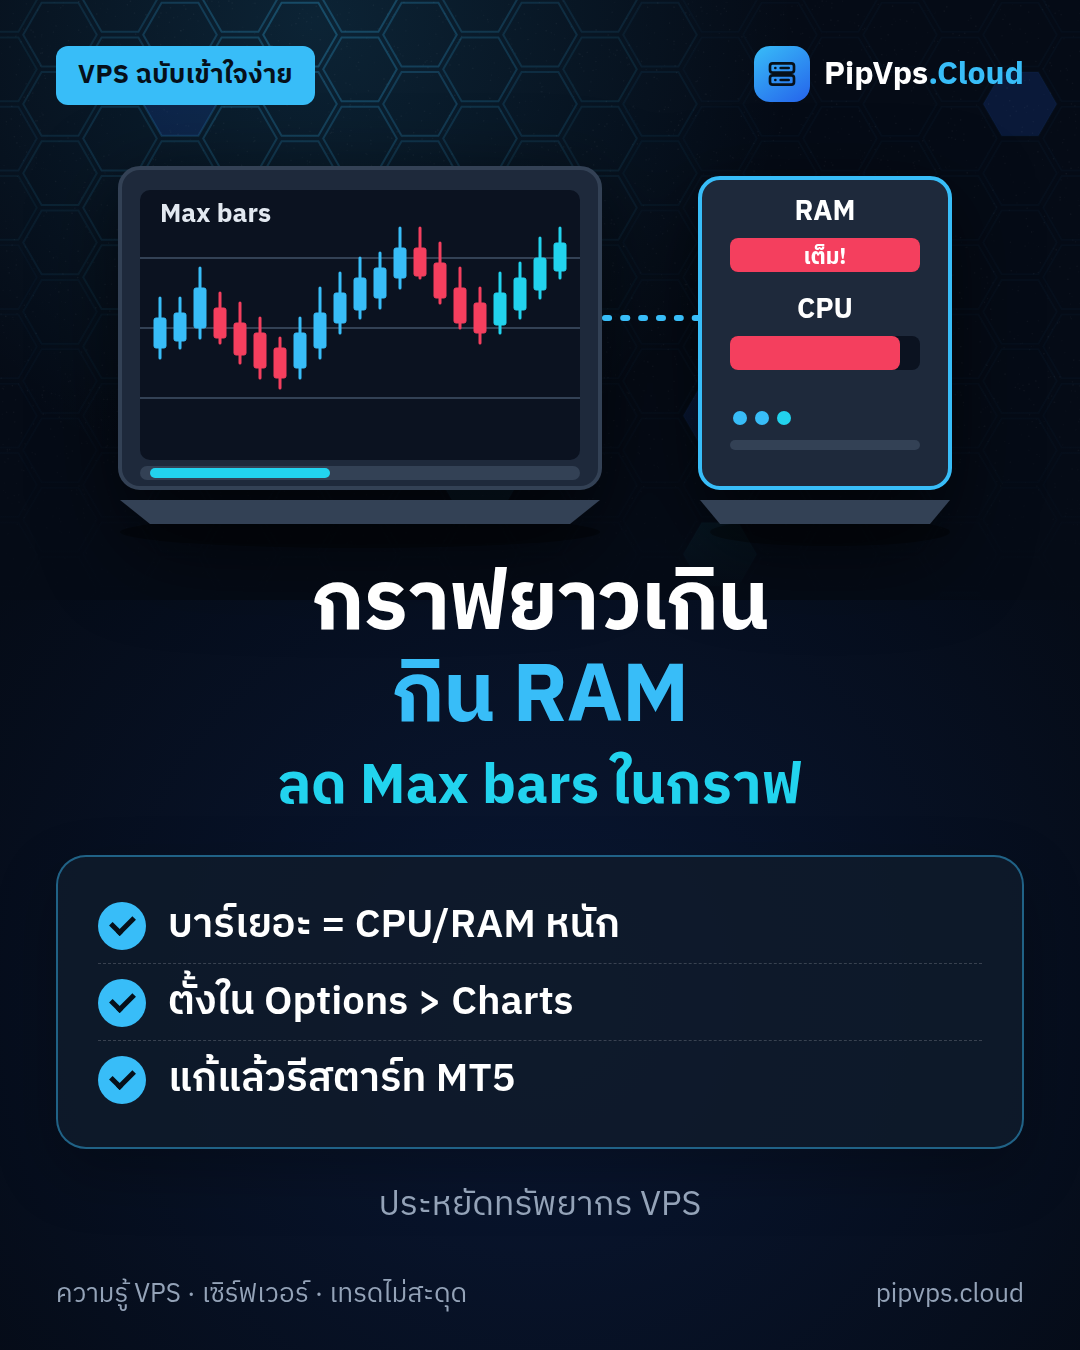 VPS ฉบับเข้าใจง่าย
PipVps.Cloud
Max bars
RAM
เต็ม!
CPU
กราฟยาวเกิน
กิน RAM
ลด Max bars ในกราฟ
บาร์เยอะ = CPU/RAM หนัก
ตั้งใน Options > Charts
แก้แล้วรีสตาร์ท MT5
ประหยัดทรัพยากร VPS
ความรู้ VPS · เซิร์ฟเวอร์ · เทรดไม่สะดุด
pipvps.cloud